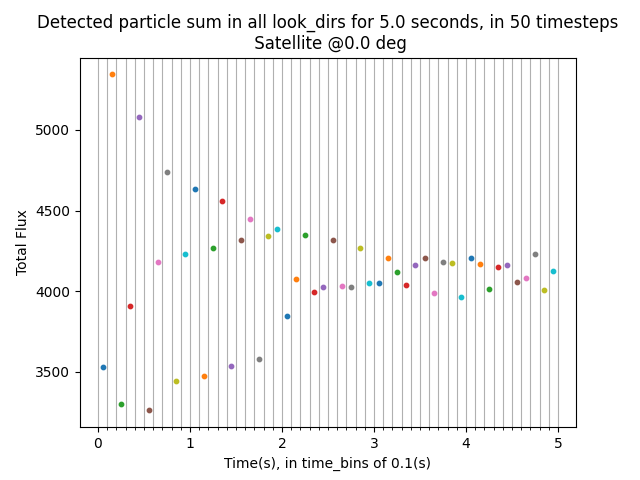 Detected particle sum in all look_dirs for 5.0 seconds, in 50 timesteps
Satellite @0.0 deg
Total Flux
5000
4500
4000
3500
0 1 2 3 4 5
Time(s), in time_bins of 0.1(s)